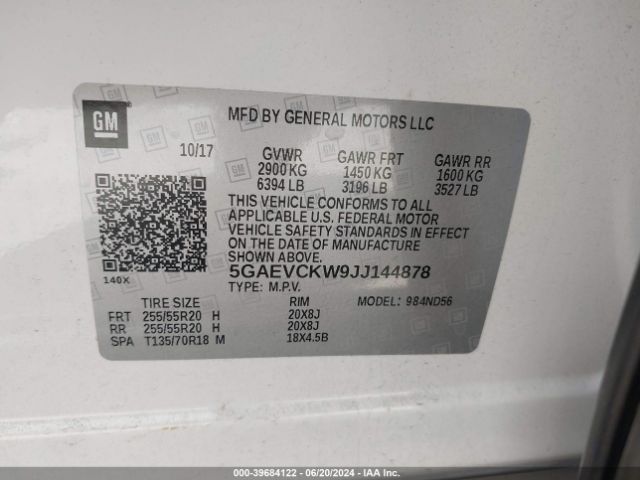 GM
MFD BY GENERAL MOTORS LLC
10/17
GVWR GAWR FRT GAWR RR
2900 KG 1450 KG 1600 KG
6394 LB 3196 LB 3527 LB
THIS VEHICLE CONFORMS TO ALL
APPLICABLE U.S. FEDERAL MOTOR
VEHICLE SAFETY STANDARDS IN EFFECT
ON THE DATE OF MANUFACTURE
SHOWN ABOVE.
140X
5GAEVCKW9JJ144878
TYPE: M.P.V.
TIRE SIZE RIM MODEL: 984ND56
FRT 255/55R20 H 20X8J
RR 255/55R20 H 20X8J
SPA T135/70R18 M 18X4.5B
000-39684122 - 06/20/2024 - IAAI.COM